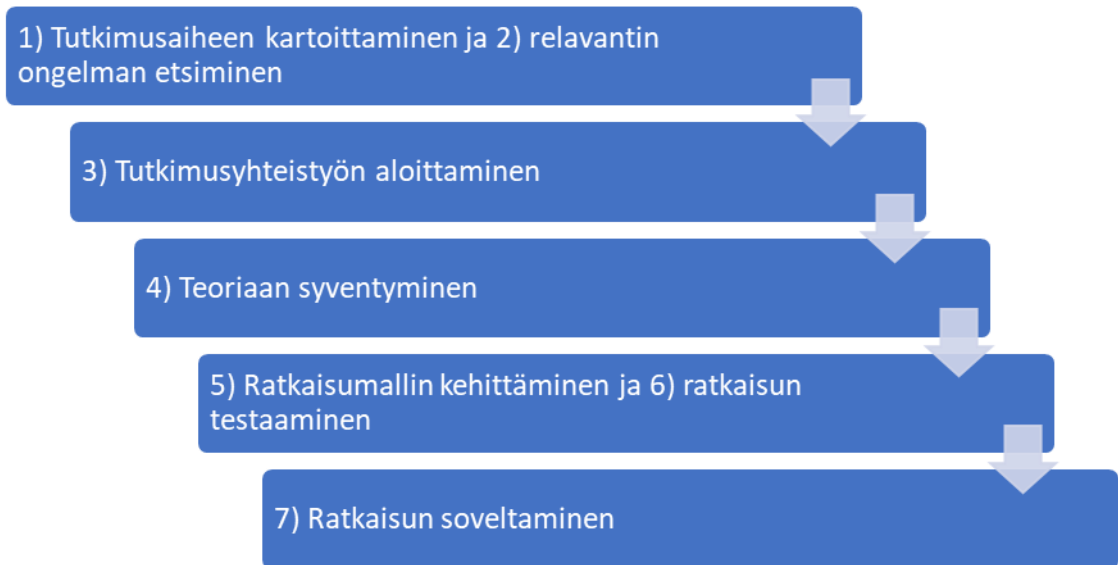 1) Tutkimusaiheen kartoittaminen ja 2) relavantin
ongelman etsiminen
3) Tutkimusyhteistyön aloittaminen
4) Teoriaan syventyminen
5) Ratkaisumallin kehittäminen ja 6) ratkaisun
testaaminen
7) Ratkaisun soveltaminen